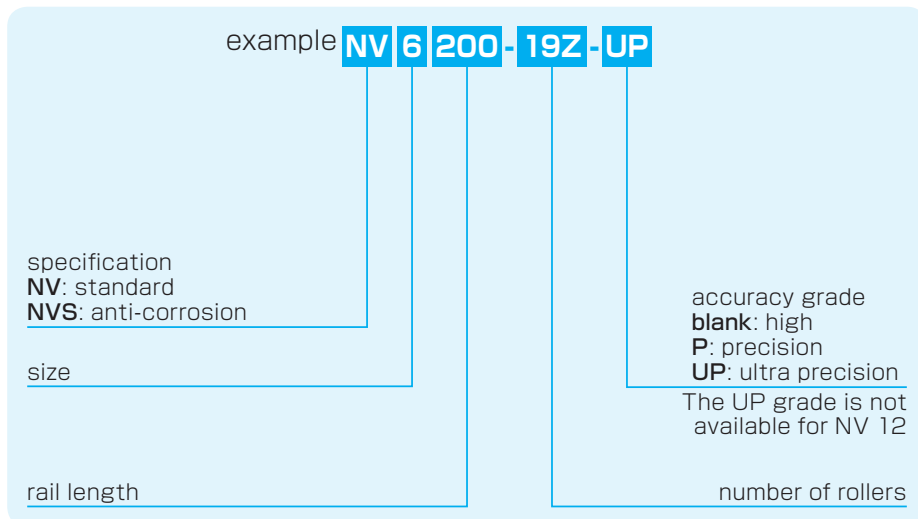 example NV 6 200 - 19Z - UP
specification
NV: standard
NVS: anti-corrosion
size
rail length
accuracy grade
blank: high
P: precision
UP: ultra precision
The UP grade is not
available for NV 12
number of rollers